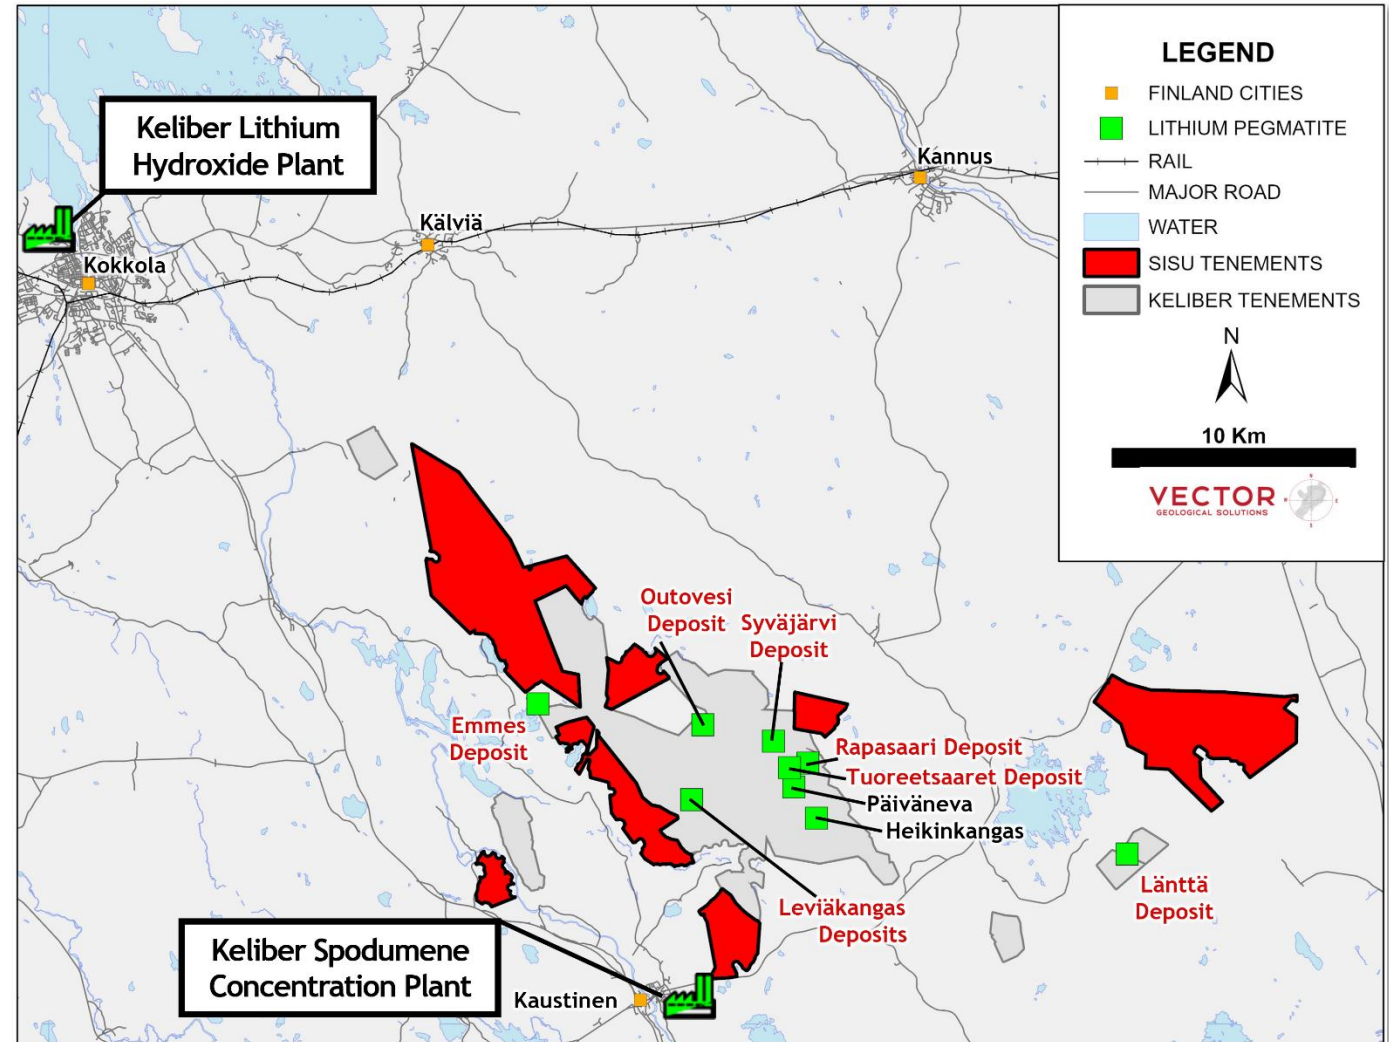 LEGEND
FINLAND CITIES
LITHIUM PEGMATITE
RAIL
MAJOR ROAD
WATER
SISU TENEMENTS
KELIBER TENEMENTS
N
10 Km
VECTOR
GEOLOGICAL SOLUTIONS
Keliber Lithium
Hydroxide Plant
Kannus
Kälviä
Kokkola
Outovesi
Deposit
Syväjärvi
Deposit
Emmes
Deposit
Rapasaari Deposit
Tuoreetsaaret Deposit
Päiväneva
Heikinkangas
Länttä
Deposit
Leviäkangas
Deposits
Keliber Spodumene
Concentration Plant
Kaustinen